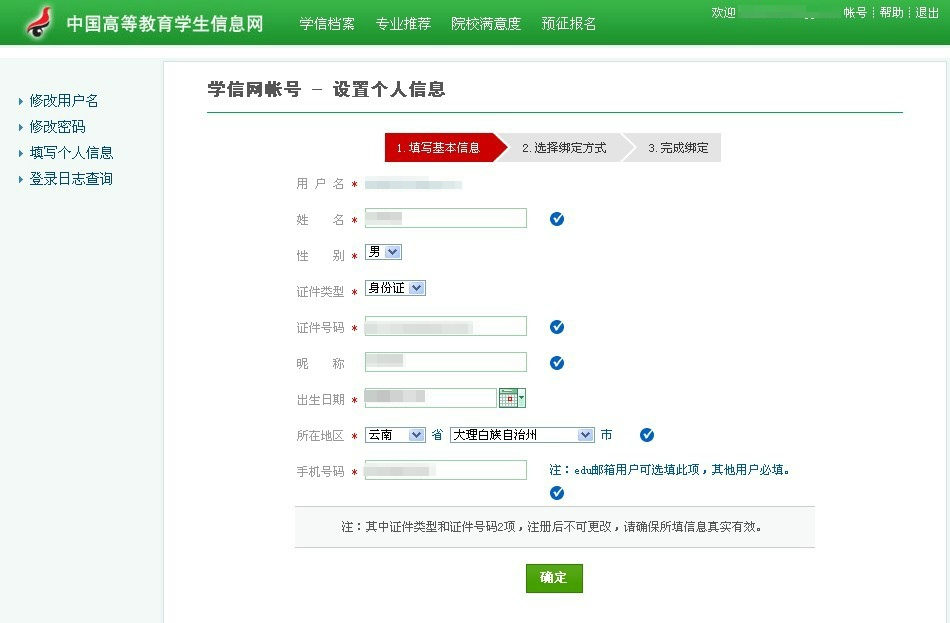 中国高等教育学生信息网 学信档案 专业推荐 院校满意度 预征报名 欢迎 帐号 ┊ 帮助 ┊ 退出
修改用户名
修改密码
填写个人信息
登录日志查询
学信网帐号 - 设置个人信息
1.填写基本信息 2.选择绑定方式 3.完成绑定
用 户 名 *
姓 名 *
性 别 * 男
证件类型 * 身份证
证件号码 *
昵 称
出生日期 *
所在地区 * 云南 省 大理白族自治州 市
手机号码 * 注：edu邮箱用户可选填此项，其他用户必填。
注：其中证件类型和证件号码2项，注册后不可更改，请确保所填信息真实有效。
确定